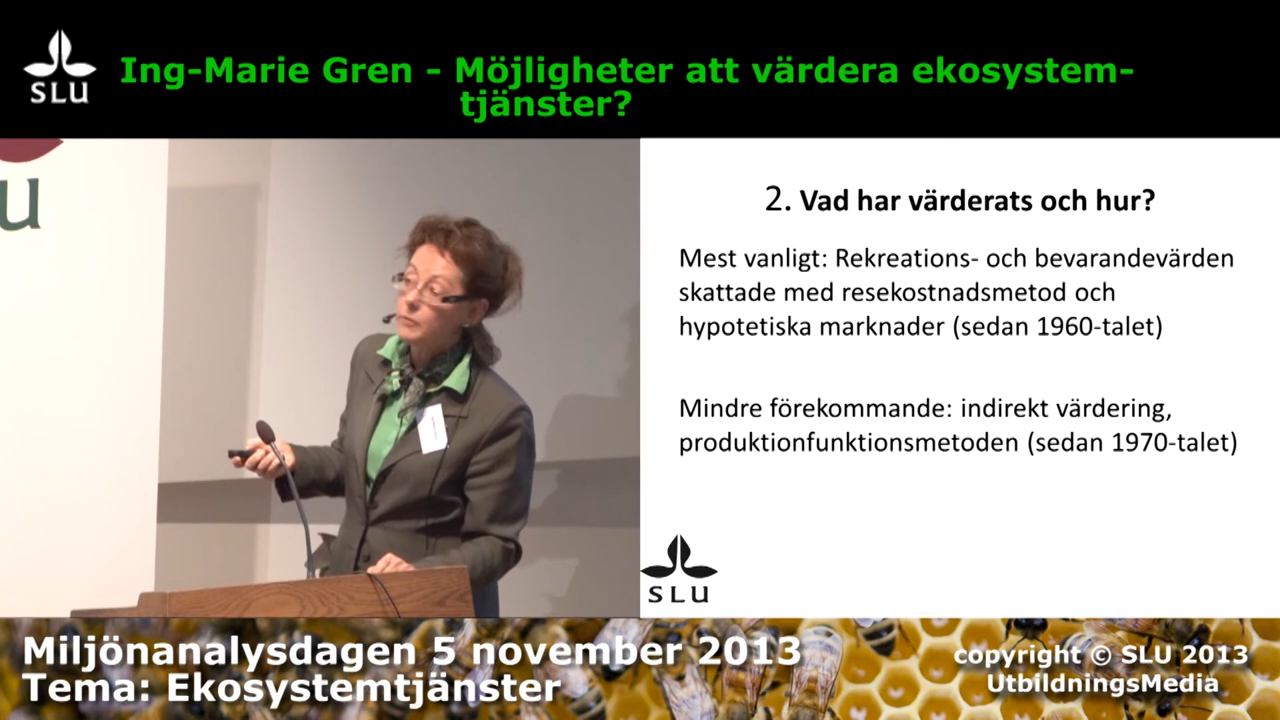 SLU
Ing-Marie Gren - Möjligheter att värdera ekosystem-
tjänster?
LU
2. Vad har värderats och hur?
Mest vanligt: Rekreations- och bevarandevärden
skattade med resekostnadsmetod och
hypotetiska marknader (sedan 1960-talet)
Mindre förekommande: indirekt värdering,
produktionfunktionsmetoden (sedan 1970-talet)
SLU
Miljönanalysdagen 5 november 2013
Tema: Ekosystemtjänster
copyright © SLU 2013
UtbildningsMedia